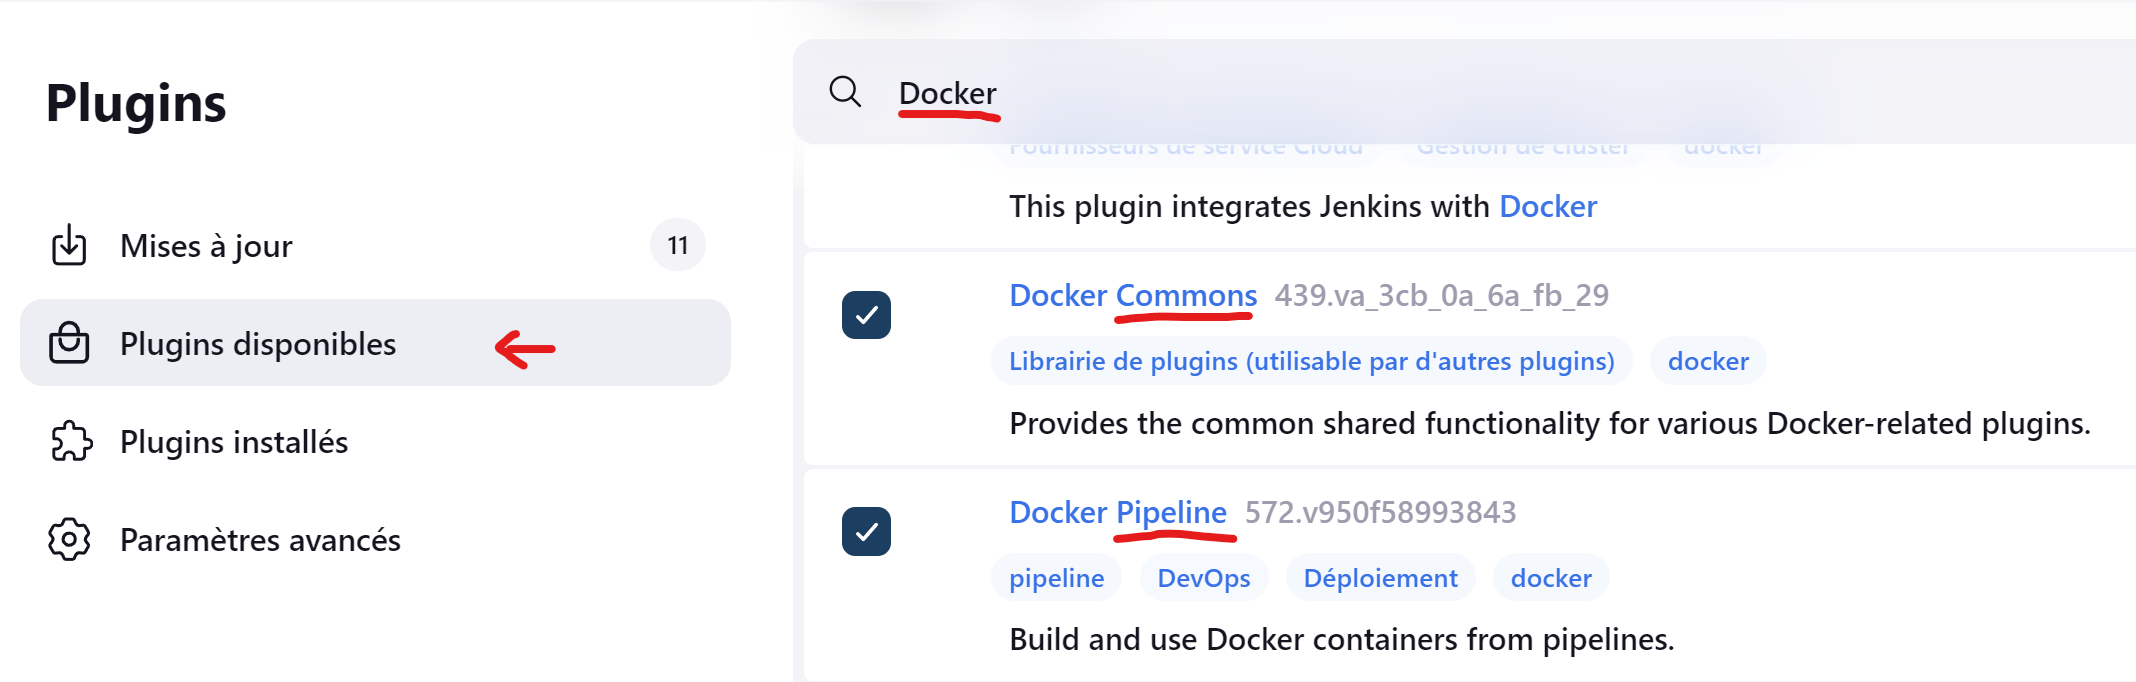 Plugins
Mises à jour
11
Plugins disponibles
Plugins installés
Paramètres avancés
Docker
Fournisseurs de service Cloud
Gestion de cluster
docker
This plugin integrates Jenkins with Docker
Docker Commons 439.va_3cb_0a_6a_fb_29
Librairie de plugins (utilisable par d'autres plugins)
docker
Provides the common shared functionality for various Docker-related plugins.
Docker Pipeline 572.v950f58993843
pipeline
DevOps
Déploiement
docker
Build and use Docker containers from pipelines.